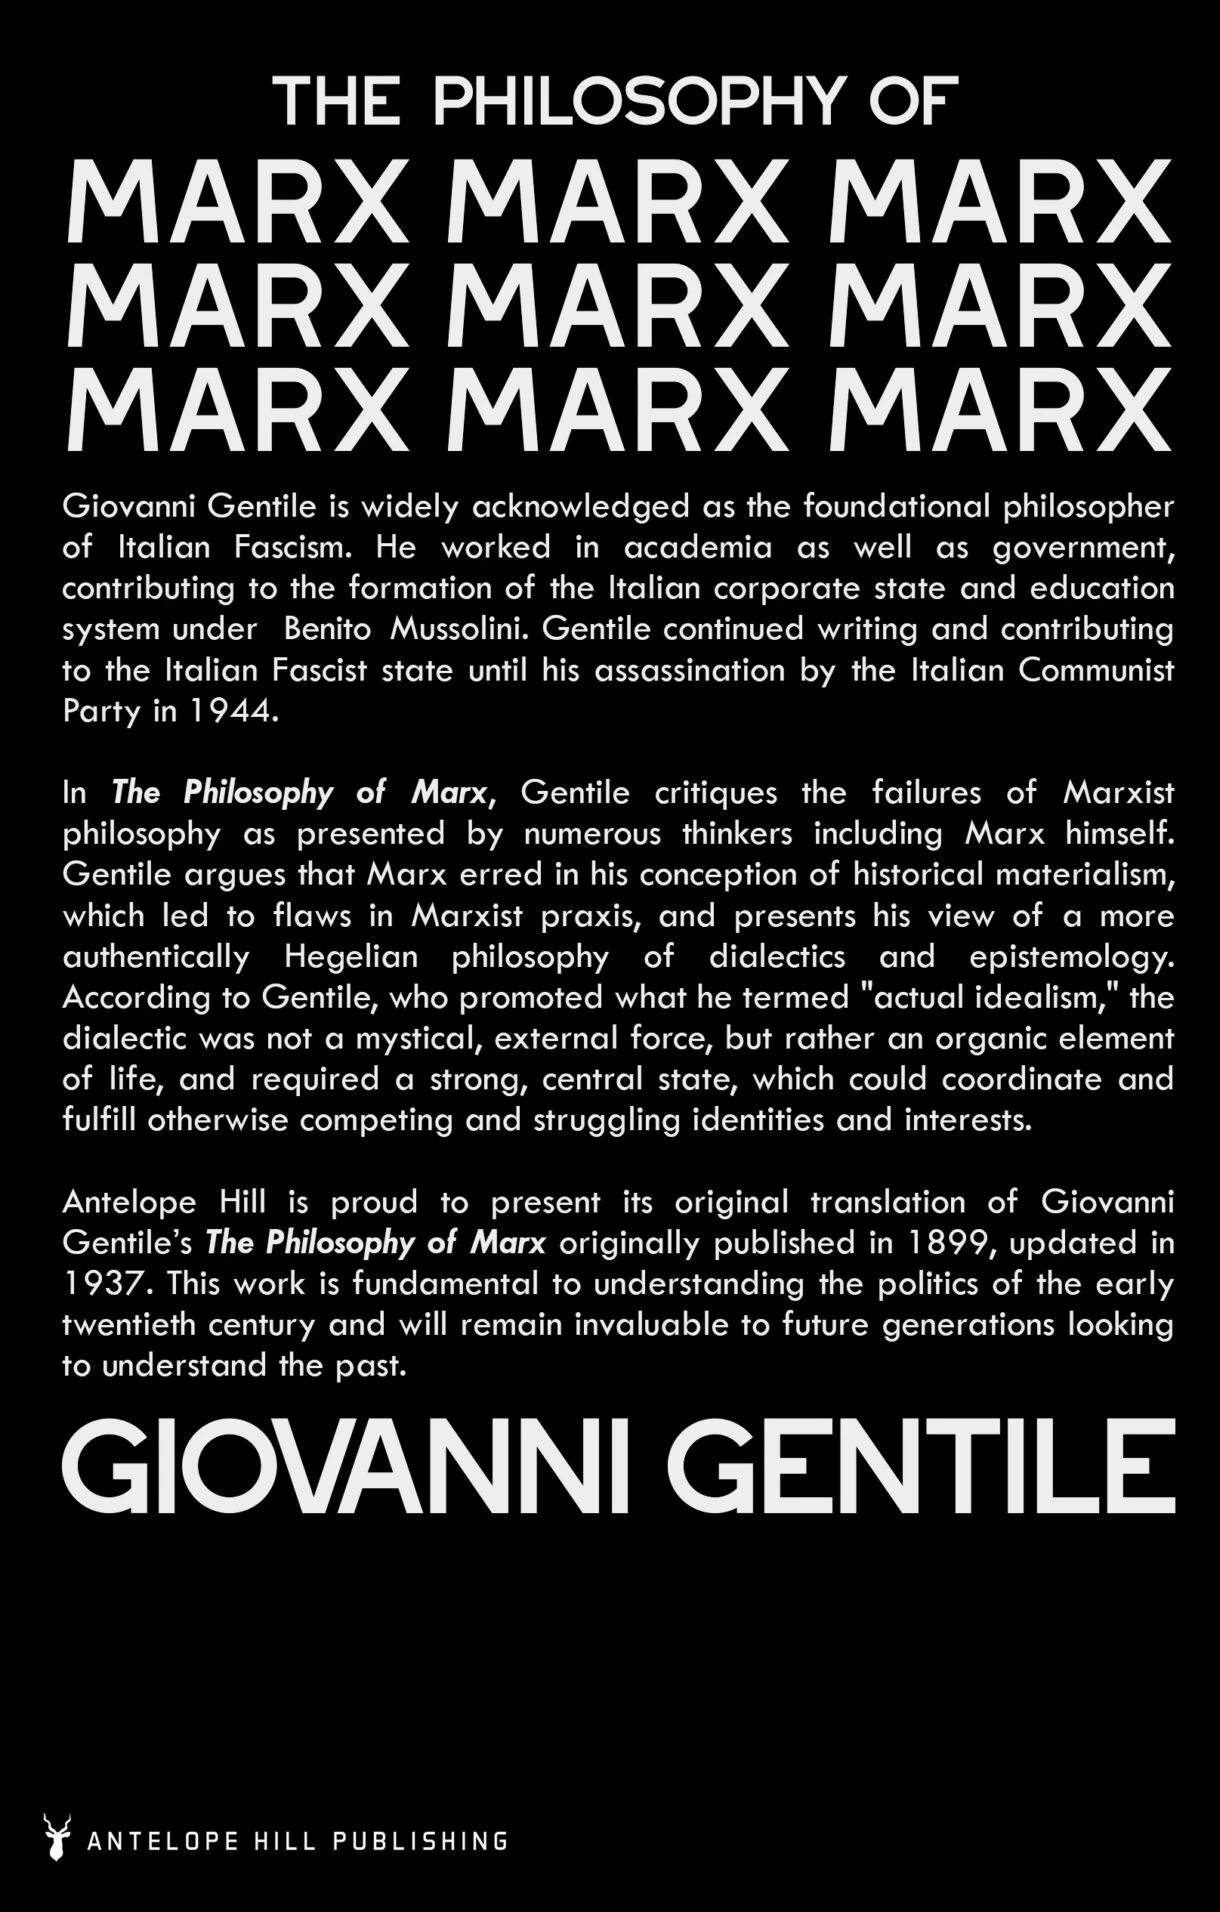 THE PHILOSOPHY OF
MARX MARX MARX
MARX MARX MARX
MARX MARX MARX
Giovanni Gentile is widely acknowledged as the foundational philosopher
of Italian Fascism. He worked in academia as well as government,
contributing to the formation of the Italian corporate state and education
system under Benito Mussolini. Gentile continued writing and contributing
to the Italian Fascist state until his assassination by the Italian Communist
Party in 1944.
In The Philosophy of Marx, Gentile critiques the failures of Marxist
philosophy as presented by numerous thinkers including Marx himself.
Gentile argues that Marx erred in his conception of historical materialism,
which led to flaws in Marxist praxis, and presents his view of a more
authentically Hegelian philosophy of dialectics and epistemology.
According to Gentile, who promoted what he termed "actual idealism," the
dialectic was not a mystical, external force, but rather an organic element
of life, and required a strong, central state, which could coordinate and
fulfill otherwise competing and struggling identities and interests.
Antelope Hill is proud to present its original translation of Giovanni
Gentile’s The Philosophy of Marx originally published in 1899, updated in
1937. This work is fundamental to understanding the politics of the early
twentieth century and will remain invaluable to future generations looking
to understand the past.
GIOVANNI GENTILE
ANTELOPE HILL PUBLISHING